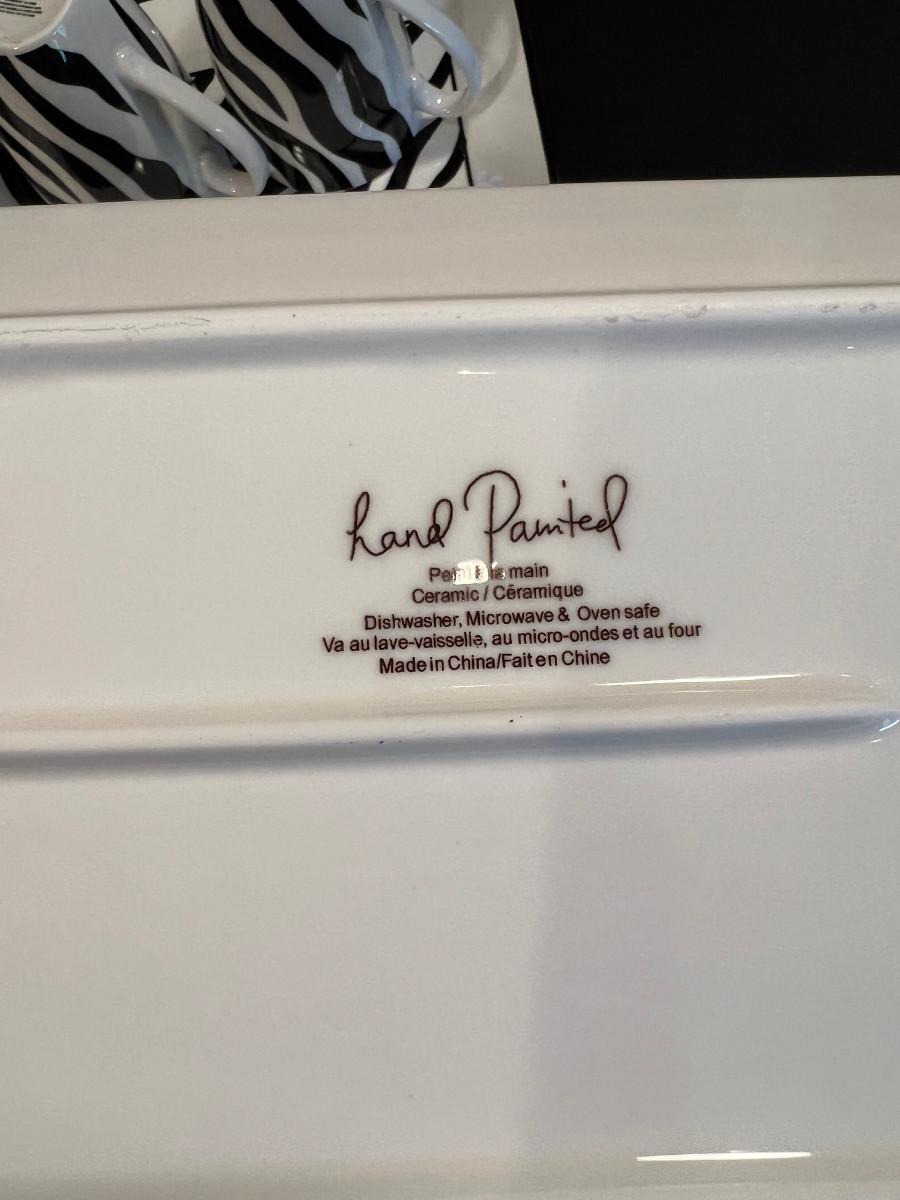 hand Painted
main
Ceramic / Céramique
Dishwasher, Microwave & Oven safe
Va au lave-vaisselle, au micro-ondes et au four
Made in China/Fait en Chine